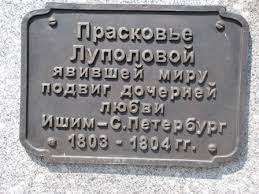 Прасковье
Луполовой
явившей миру
подвиг дочерней
любви
Ишим-С.Петербург
1803 - 1804 гг.